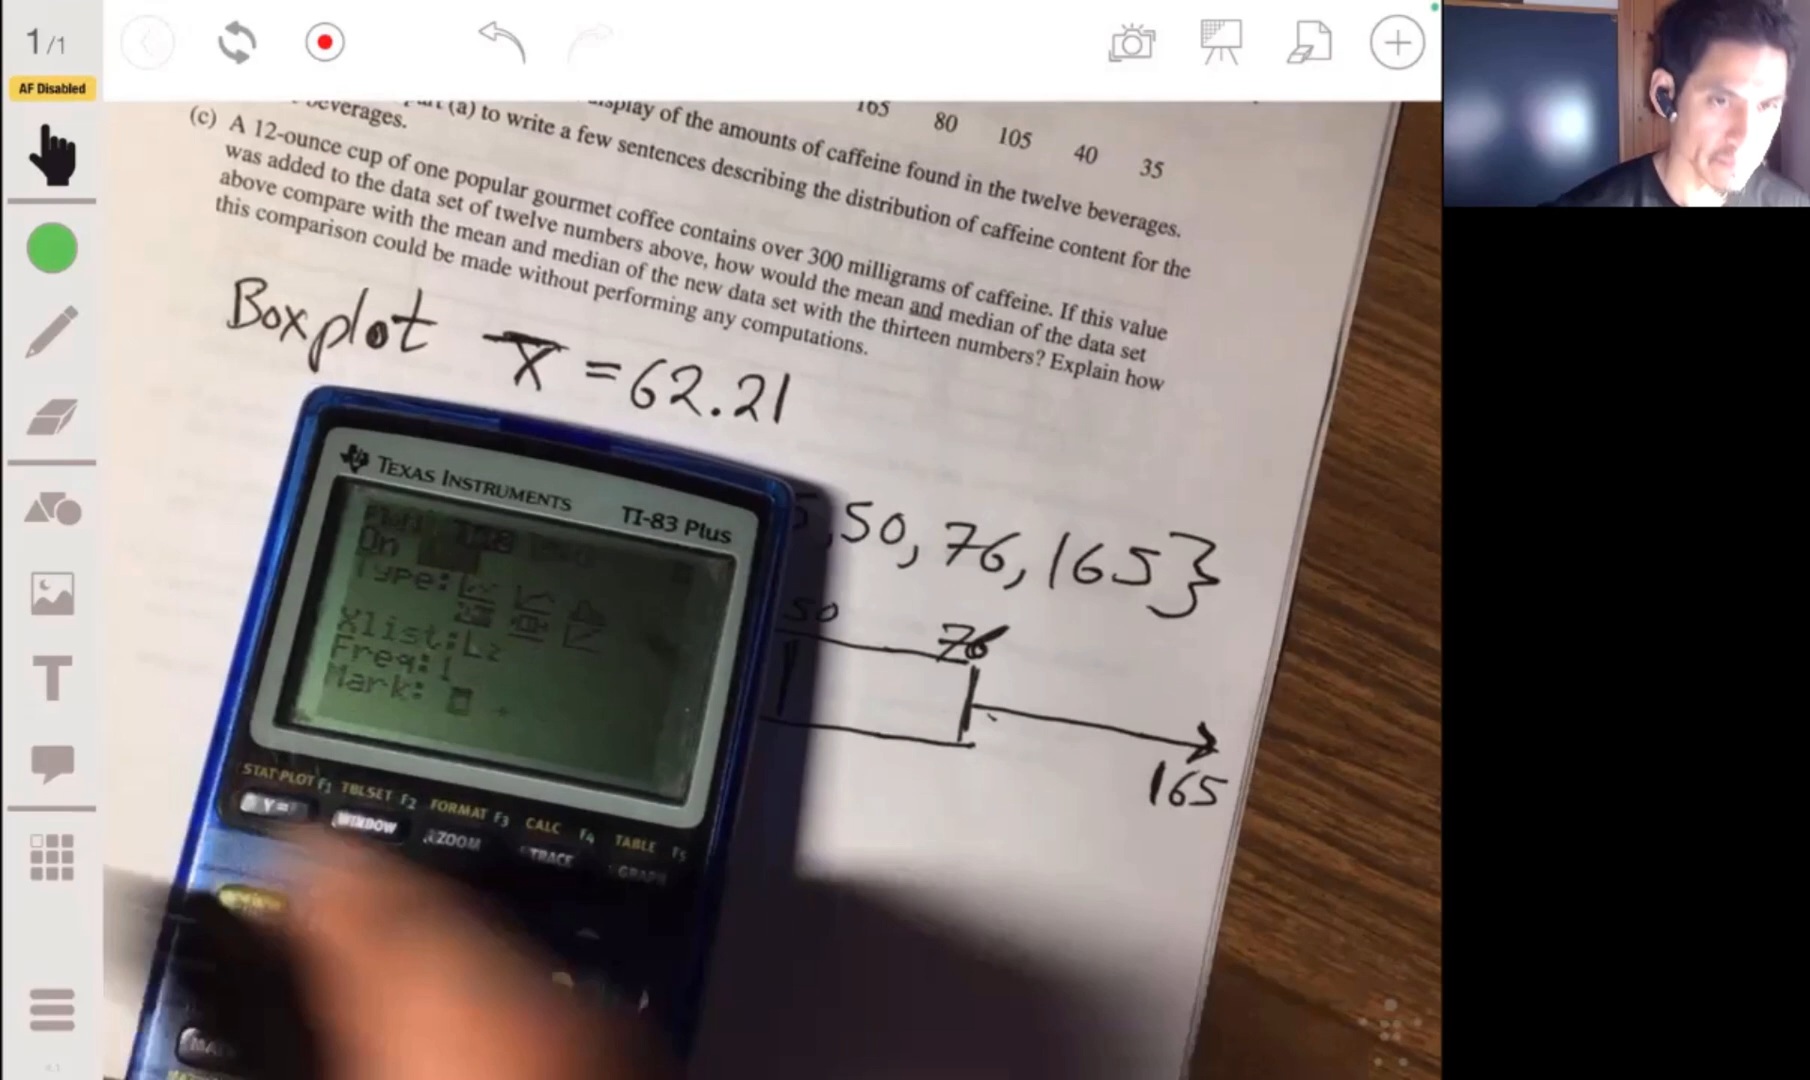 1/1
AF Disabled
165 80 105 40 35
display of the amounts of caffeine found in the twelve beverages.
(a) to write a few sentences describing the distribution of caffeine content for the
beverages.
(c) A 12-ounce cup of one popular gourmet coffee contains over 300 milligrams of caffeine. If this value
was added to the data set of twelve numbers above, how would the mean and median of the data set
above compare with the mean and median of the new data set with the thirteen numbers? Explain how
this comparison could be made without performing any computations.
Boxplot x̄ = 62.21
TEXAS INSTRUMENTS TI-83 Plus
On
Type:
Xlist:L2
Freq:1
Mark:
,50, 76, 165}
50
76
165
STAT PLOT F1 TBLSET F2 FORMAT F3 CALC F4 TABLE F5
Y= WINDOW ZOOM TRACE GRAPH
T